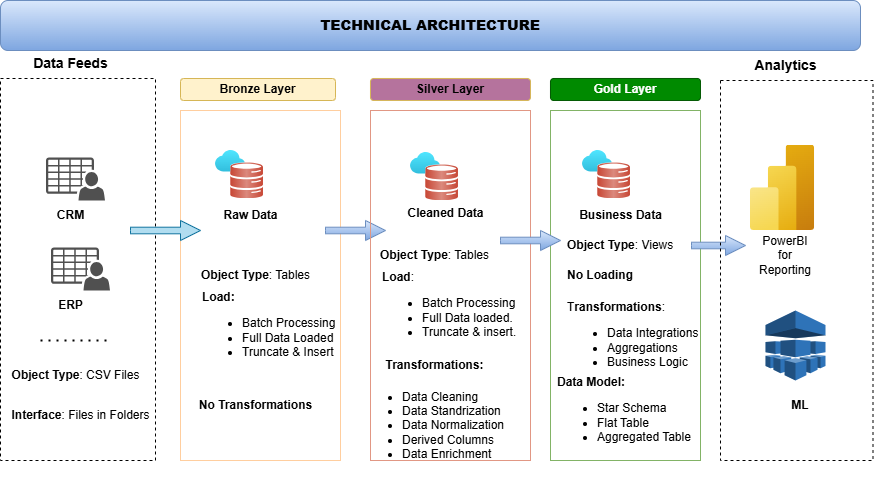 TECHNICAL ARCHITECTURE
Data Feeds
CRM
ERP
. . . . . . . . .
Object Type: CSV Files
Interface: Files in Folders
Bronze Layer
Raw Data
Object Type: Tables
Load:
• Batch Processing
• Full Data Loaded
• Truncate & Insert
No Transformations
Silver Layer
Cleaned Data
Object Type: Tables
Load:
• Batch Processing
• Full Data loaded.
• Truncate & insert.
Transformations:
• Data Cleaning
• Data Standrization
• Data Normalization
• Derived Columns
• Data Enrichment
Gold Layer
Business Data
Object Type: Views
No Loading
Transformations:
• Data Integrations
• Aggregations
• Business Logic
Data Model:
• Star Schema
• Flat Table
• Aggregated Table
Analytics
PowerBI
for
Reporting
ML